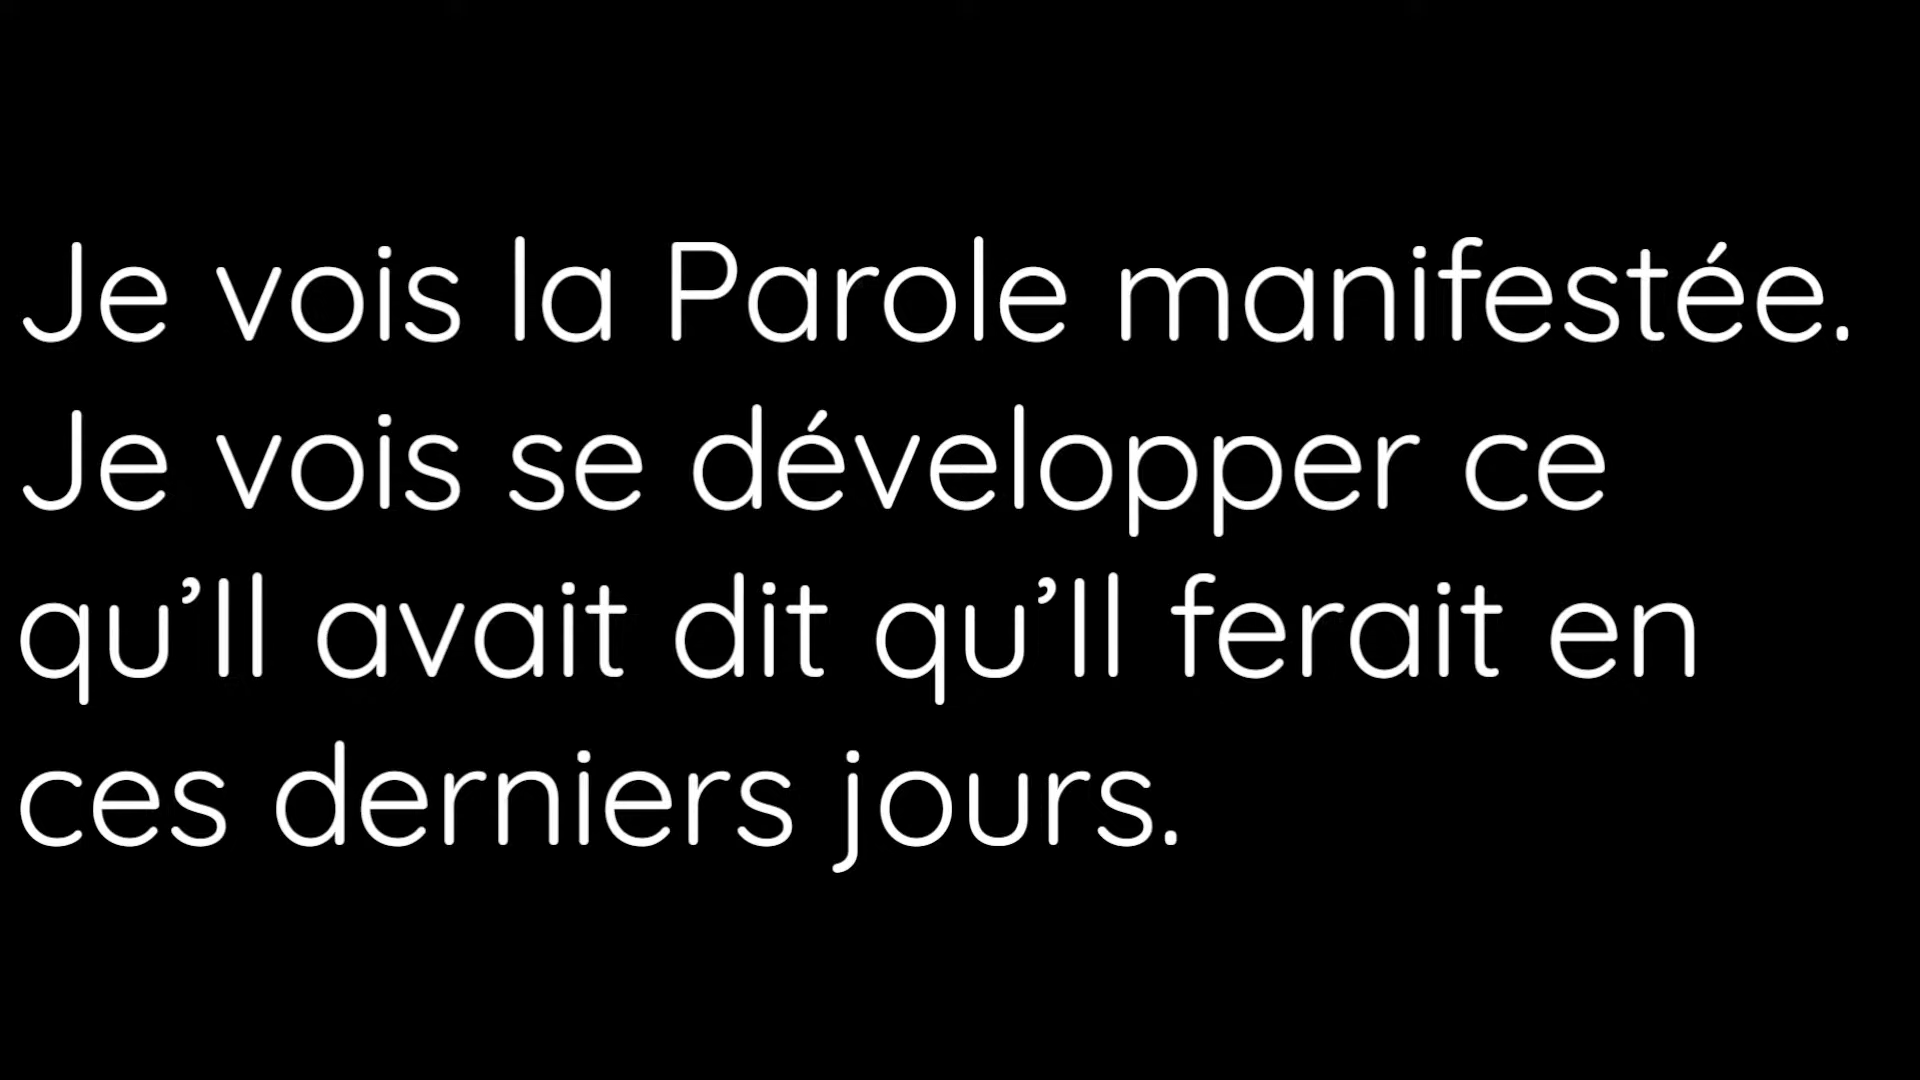 Je vois la Parole manifestée.
Je vois se développer ce
qu’Il avait dit qu’Il ferait en
ces derniers jours.